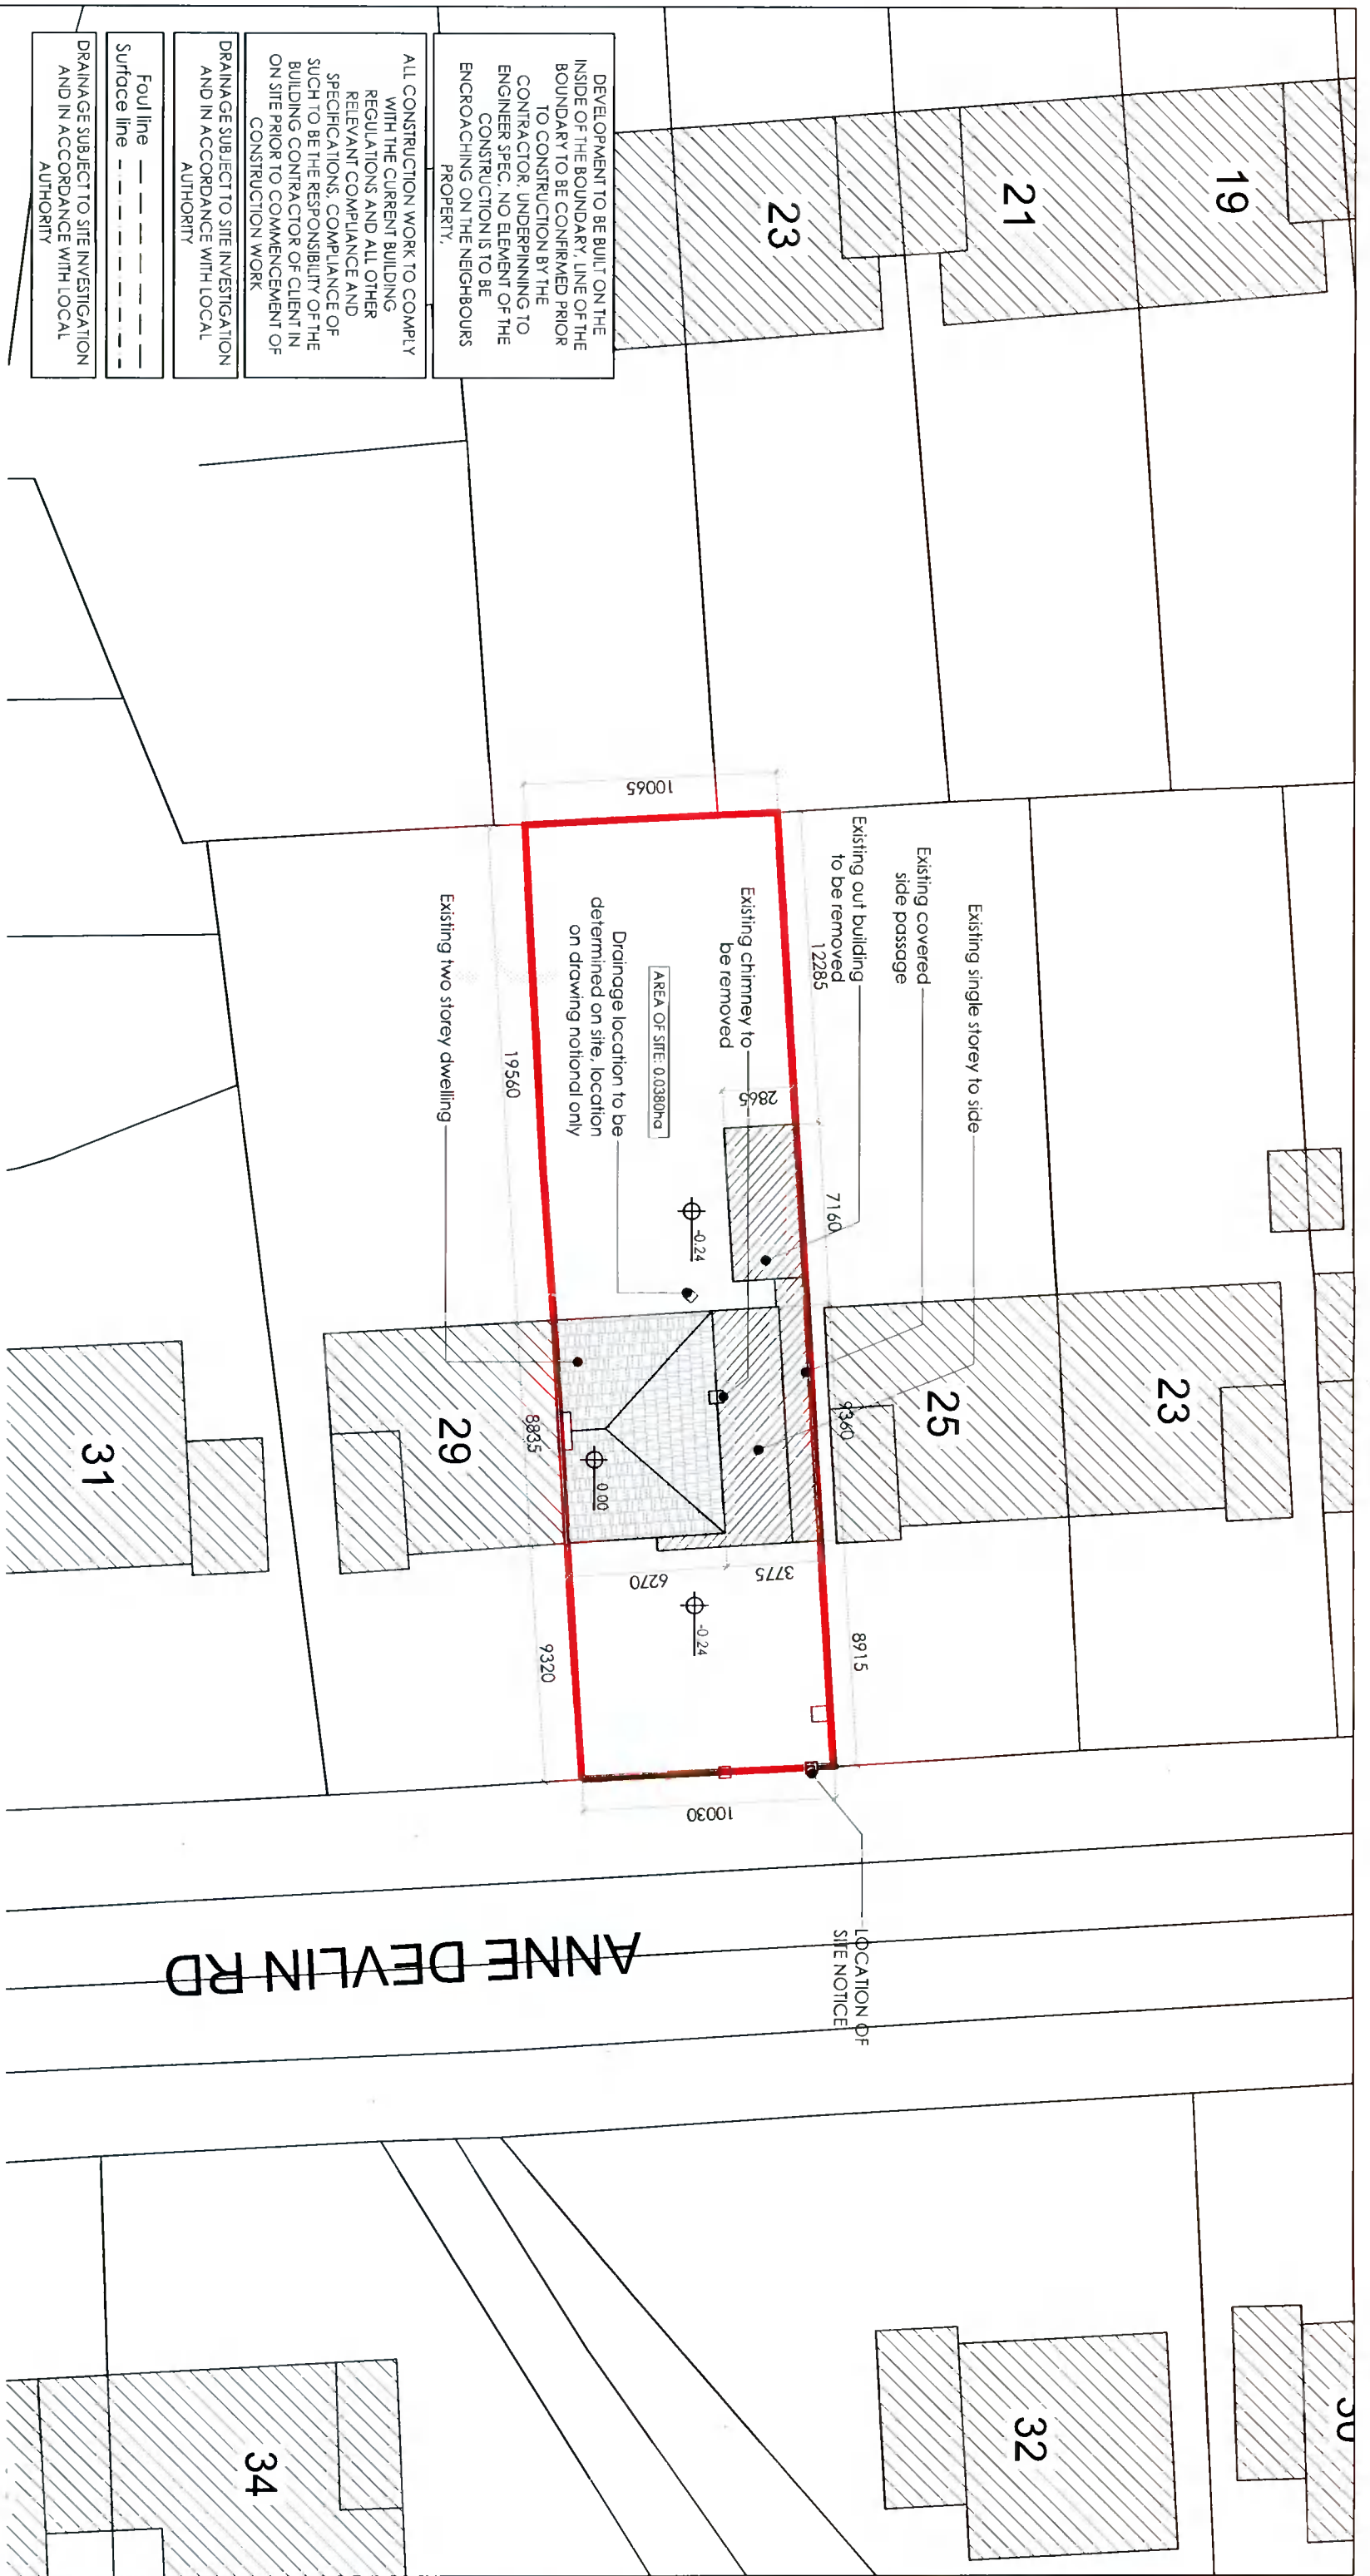 19
21
23
DEVELOPMENT TO BE BUILT ON THE
INSIDE OF THE BOUNDARY, LINE OF THE
BOUNDARY TO BE CONFIRMED PRIOR
TO CONSTRUCTION BY THE
CONTRACTOR, UNDERPINNING TO
ENGINEER SPEC, NO ELEMENT OF THE
CONSTRUCTION IS TO BE
ENCROACHING ON THE NEIGHBOURS
PROPERTY.
ALL CONSTRUCTION WORK TO COMPLY
WITH THE CURRENT BUILDING
REGULATIONS AND ALL OTHER
RELEVANT COMPLIANCE AND
SPECIFICATIONS, COMPLIANCE OF
SUCH TO BE THE RESPONSIBILITY OF THE
BUILDING CONTRACTOR OF CLIENT IN
ON SITE PRIOR TO COMMENCEMENT OF
CONSTRUCTION WORK
DRAINAGE SUBJECT TO SITE INVESTIGATION
AND IN ACCORDANCE WITH LOCAL
AUTHORITY
Foul line
Surface line
DRAINAGE SUBJECT TO SITE INVESTIGATION
AND IN ACCORDANCE WITH LOCAL
AUTHORITY
Existing single storey to side
Existing covered
side passage
Existing out building
to be removed
12285
Existing chimney to
be removed
10065
2865
7160
AREA OF SITE: 0.0380ha
Drainage location to be
determined on site, location
on drawing notional only
19560
Existing two storey dwelling
-0.24
23
25
9360
8835
0.00
29
31
3775
6270
-0.24
8915
9320
10030
LOCATION OF
SITE NOTICE
ANNE DEVLIN RD
30
32
34